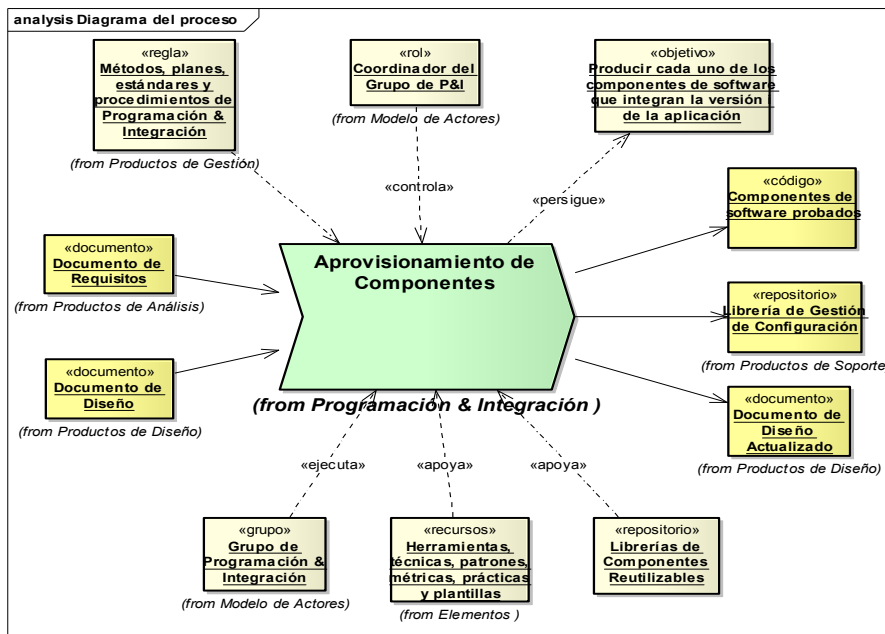 analysis Diagrama del proceso
«regla»
Métodos, planes,
estándares y
procedimientos de
Programación &
Integración
(from Productos de Gestión)
«rol»
Coordinador del
Grupo de P&I
(from Modelo de Actores)
«objetivo»
Producir cada uno de los
componentes de software
que integran la versión i
de la aplicación
«controla»
«persigue»
«código»
Componentes de
software probados
«documento»
Documento de
Requisitos
(from Productos de Análisis)
Aprovisionamiento de
Componentes
(from Programación & Integración )
«repositorio»
Librería de Gestión
de Configuración
(from Productos de Soporte
«documento»
Documento de
Diseño
(from Productos de Diseño)
«documento»
Documento de
Diseño
Actualizado
(from Productos de Diseño)
«ejecuta»
«apoya»
«apoya»
«grupo»
Grupo de
Programación &
Integración
(from Modelo de Actores)
«recursos»
Herramientas,
técnicas, patrones,
métricas, prácticas
y plantillas
(from Elementos )
«repositorio»
Librerías de
Componentes
Reutilizables